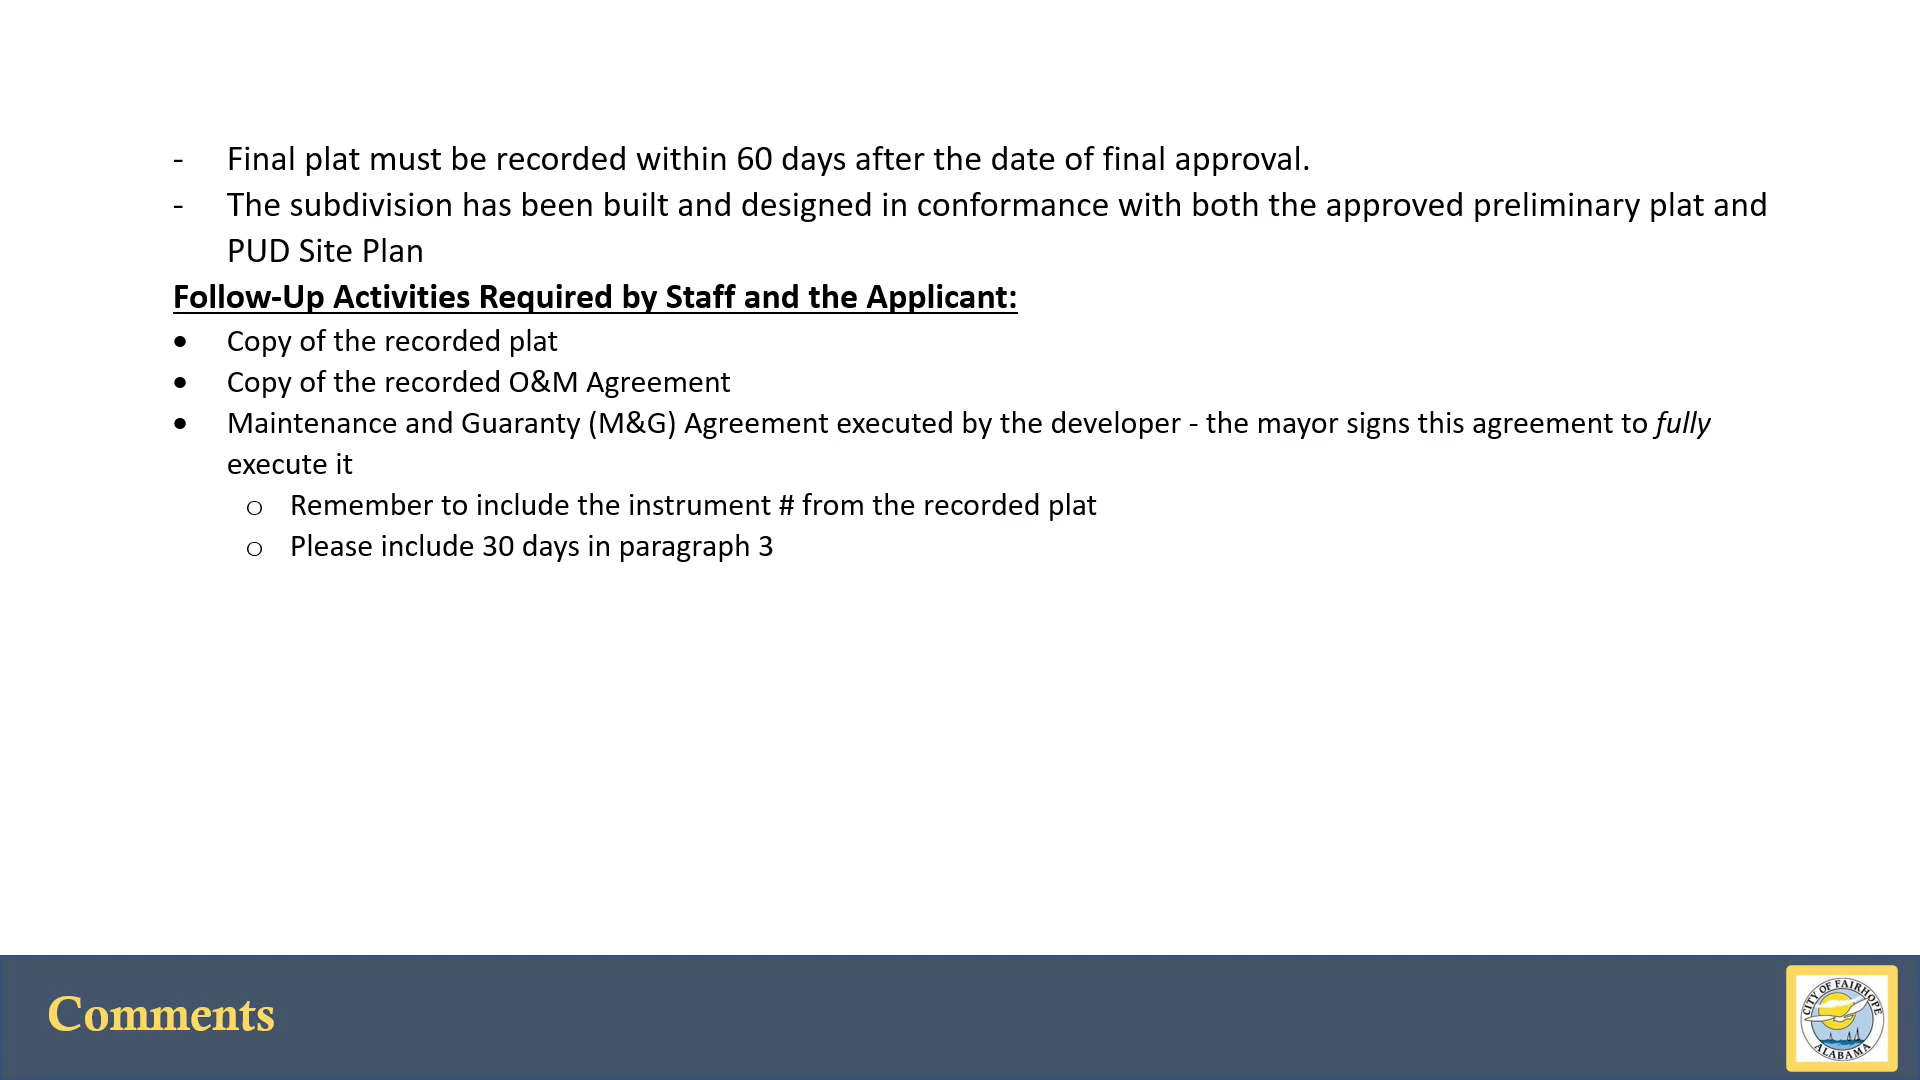 - Final plat must be recorded within 60 days after the date of final approval.
- The subdivision has been built and designed in conformance with both the approved preliminary plat and
PUD Site Plan
Follow-Up Activities Required by Staff and the Applicant:
• Copy of the recorded plat
• Copy of the recorded O&M Agreement
• Maintenance and Guaranty (M&G) Agreement executed by the developer - the mayor signs this agreement to fully
execute it
o Remember to include the instrument # from the recorded plat
o Please include 30 days in paragraph 3
Comments
CITY OF FAIRHOPE
ALABAMA